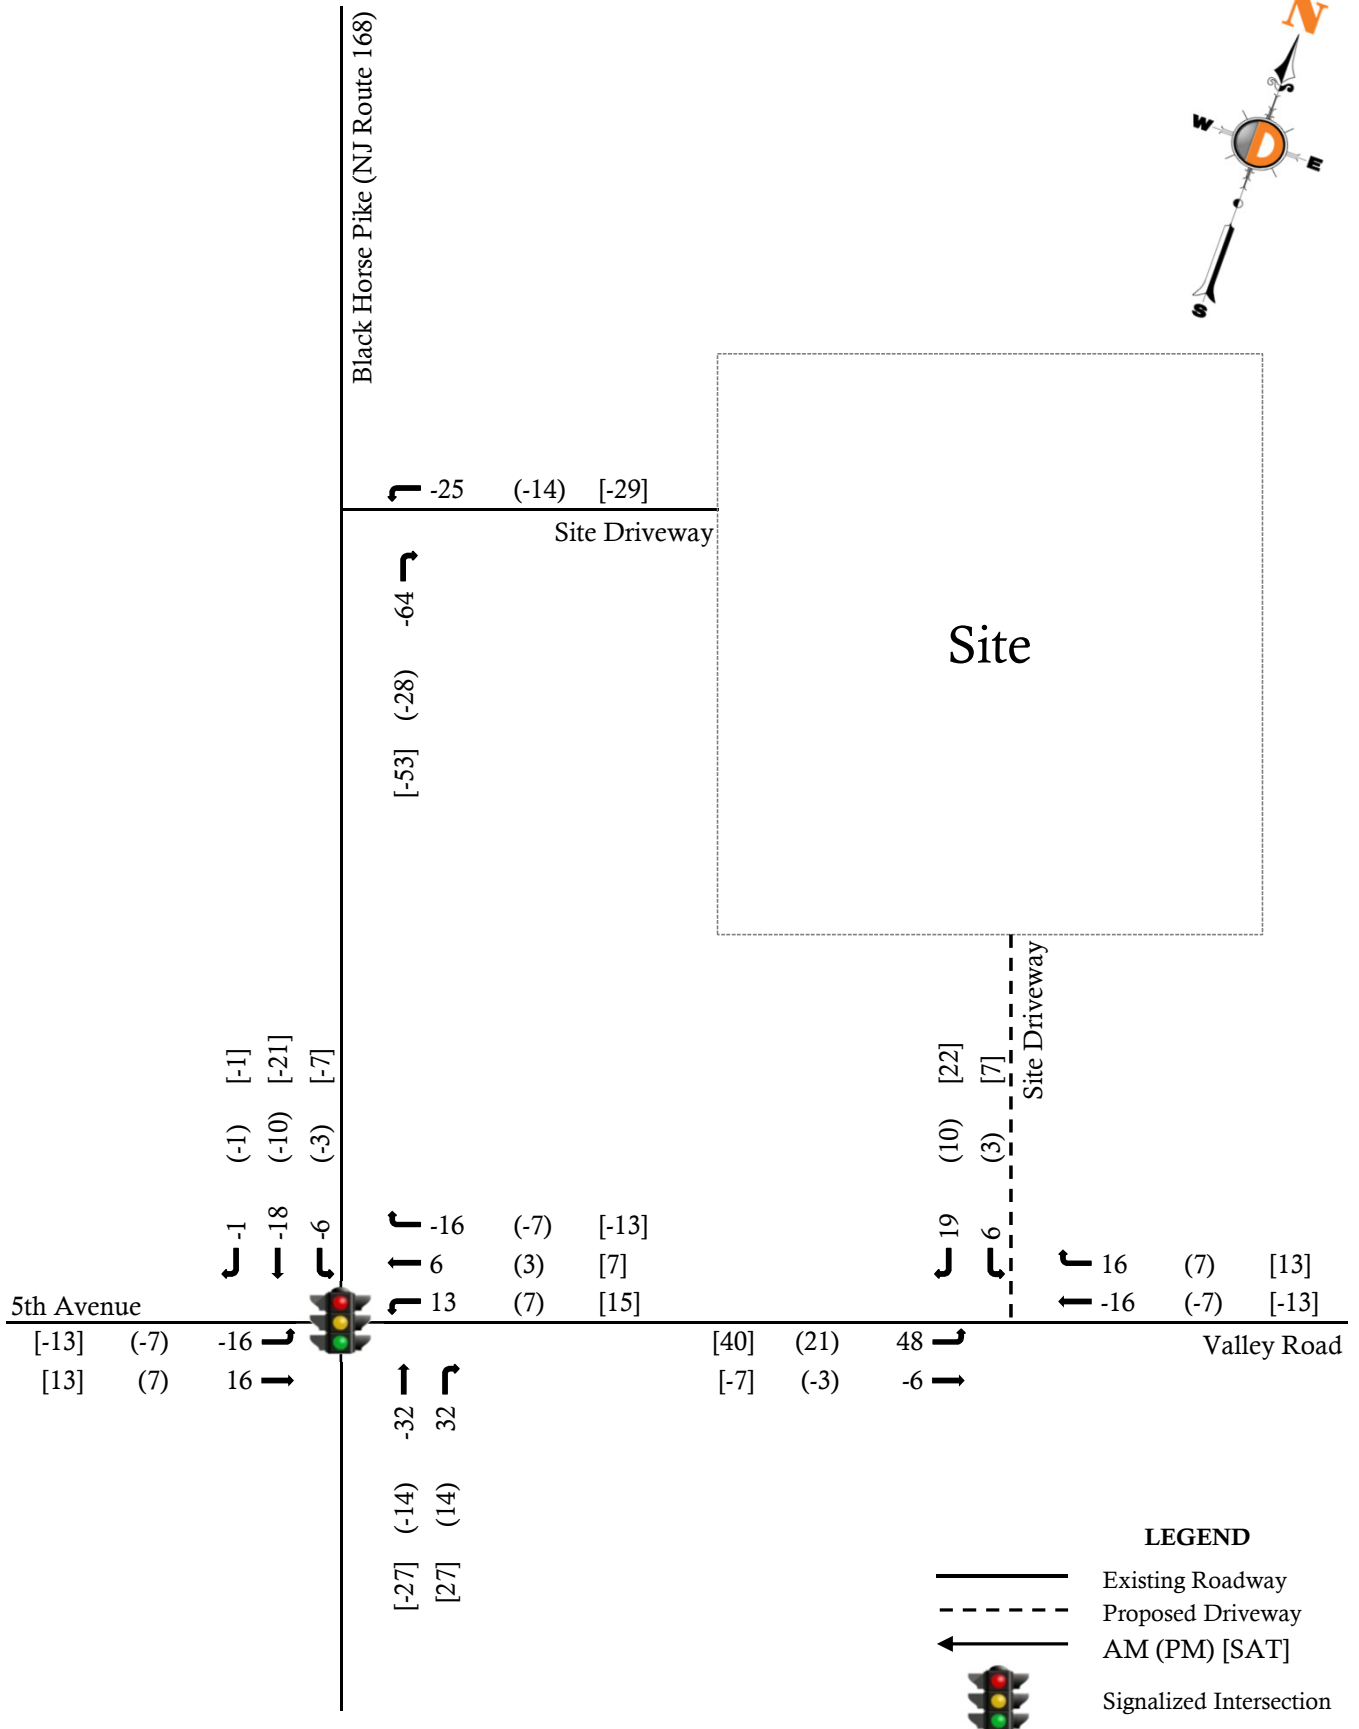 N
W
D
E
S
Black Horse Pike (NJ Route 168)
-25 (-14) [-29]
Site Driveway
-64 (-28) [-53]
Site
Site Driveway
-1 (-1) [-1]
-18 (-10) [-21]
-6 (-3) [-7]
19 (10) [22]
6 (3) [7]
-16 (-7) [-13]
6 (3) [7]
13 (7) [15]
16 (7) [13]
-16 (-7) [-13]
5th Avenue
Valley Road
[-13] (-7) -16
[13] (7) 16
[40] (21) 48
[-7] (-3) -6
[-27] (-14) -32
[27] (14) 32
LEGEND
Existing Roadway
Proposed Driveway
AM (PM) [SAT]
Signalized Intersection